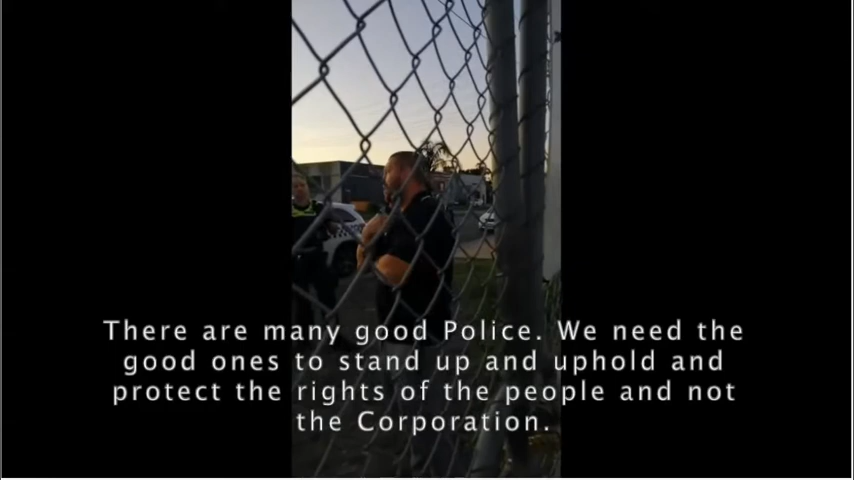 There are many good Police. We need the
good ones to stand up and uphold and
protect the rights of the people and not
the Corporation.